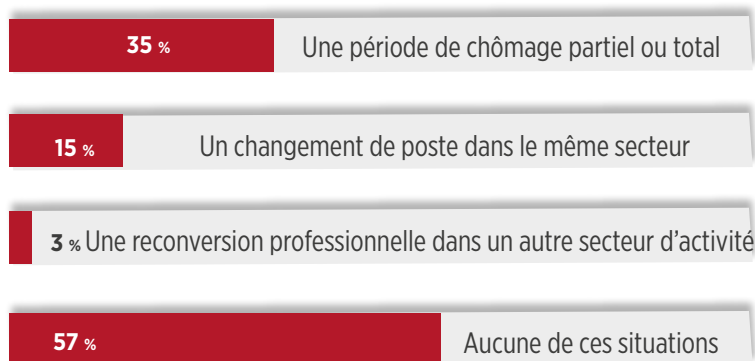 35 % Une période de chômage partiel ou total
15 % Un changement de poste dans le même secteur
3 % Une reconversion professionnelle dans un autre secteur d'activité
57 % Aucune de ces situations